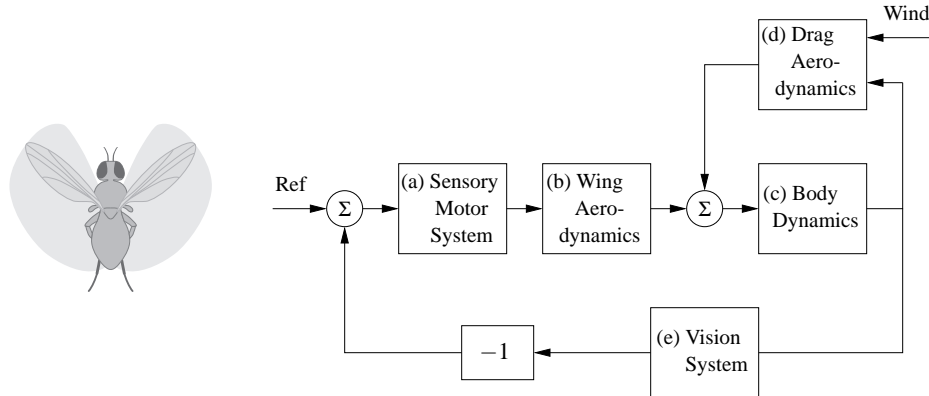 Wind
(d) Drag
Aero-
dynamics
Ref
Σ
(a) Sensory
Motor
System
(b) Wing
Aero-
dynamics
Σ
(c) Body
Dynamics
−1
(e) Vision
System